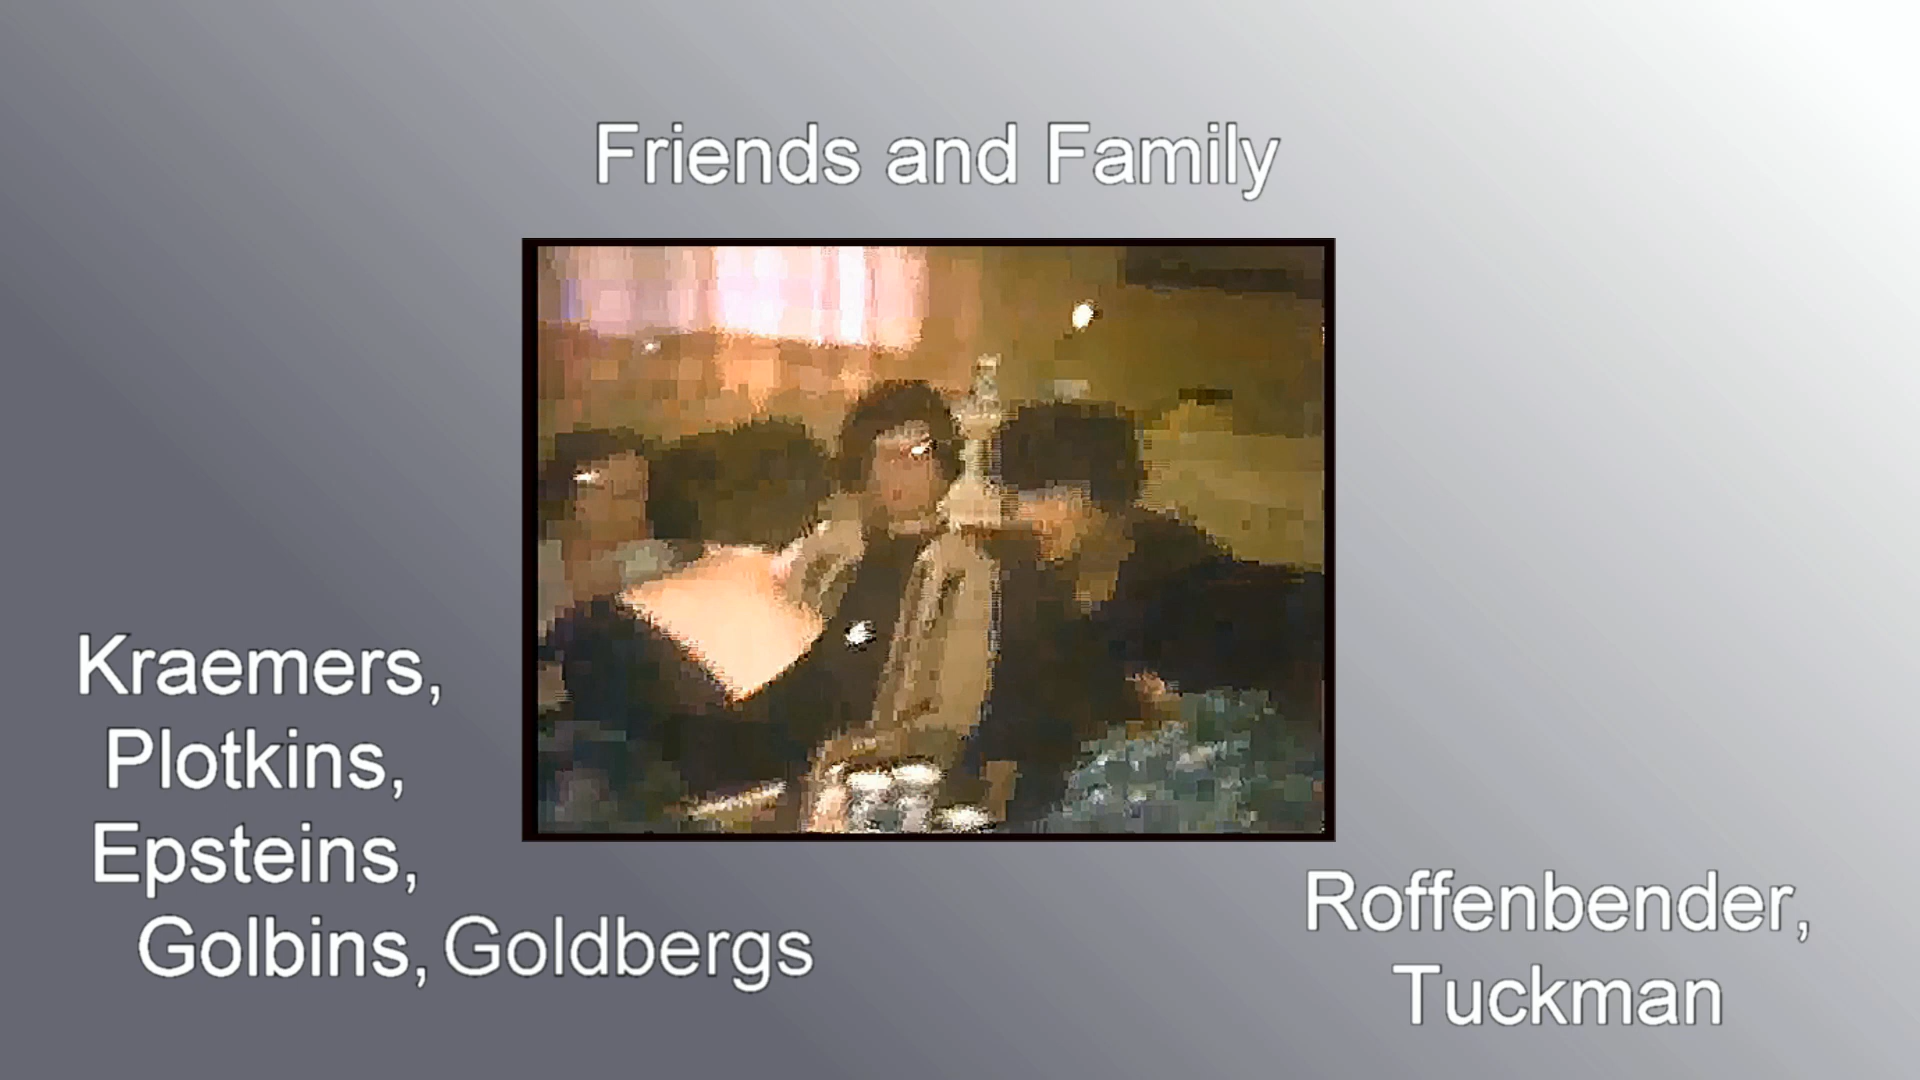 Friends and Family
Kraemers,
Plotkins,
Epsteins,
Golbins, Goldbergs
Roffenbender,
Tuckman